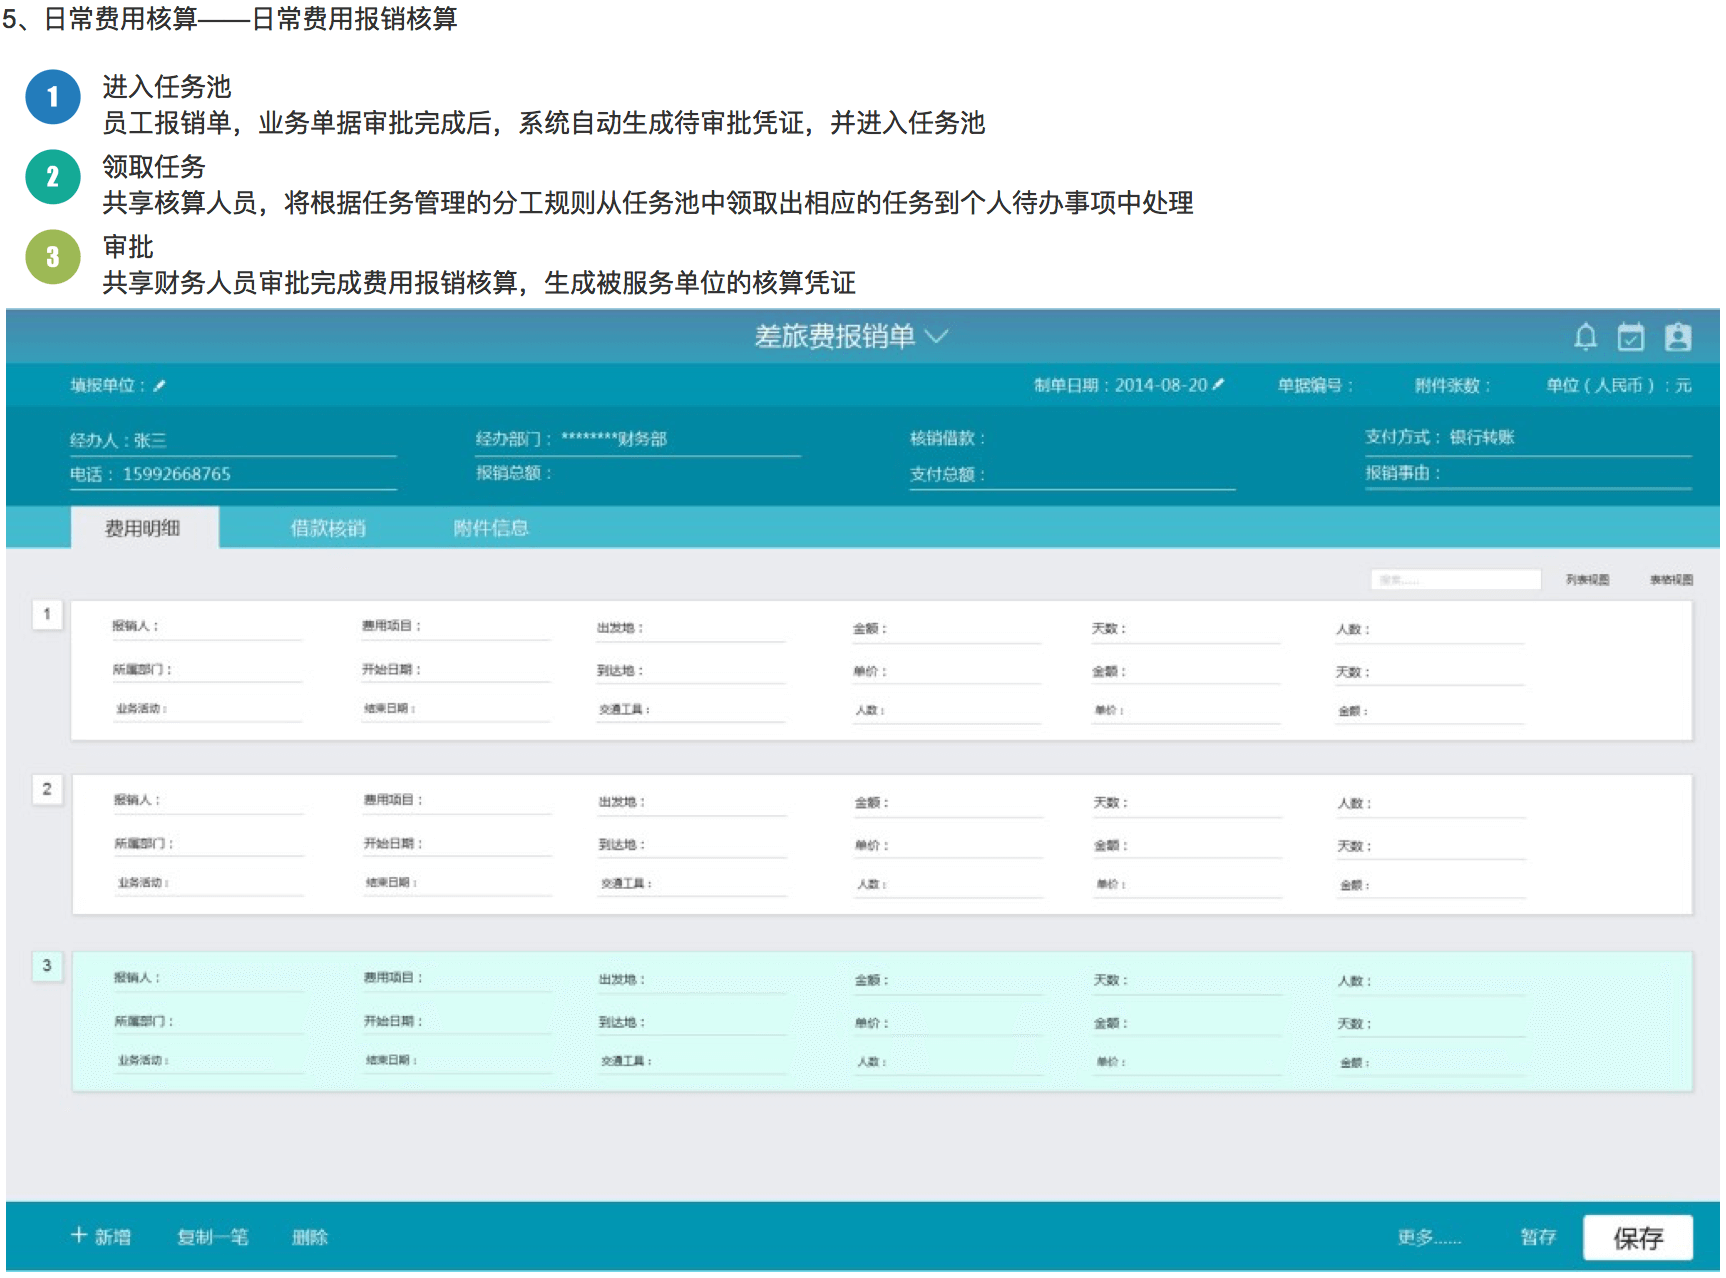 5、日常费用核算——日常费用报销核算
1 进入任务池
员工报销单，业务单据审批完成后，系统自动生成待审批凭证，并进入任务池
2 领取任务
共享核算人员，将根据任务管理的分工规则从任务池中领取出相应的任务到个人待办事项中处理
3 审批
共享财务人员审批完成费用报销核算，生成被服务单位的核算凭证
差旅费报销单
填报单位： 制单日期：2014-08-20 单据编号： 附件张数： 单位（人民币）：元
经办人：张三 经办部门：********财务部 核销借款： 支付方式：银行转账
电话：15992668765 报销总额： 支付总额： 报销事由：
费用明细 借款核销 附件信息
搜索...... 列表视图 表格视图
1
报销人： 费用项目： 出发地： 金额： 天数： 人数：
所属部门： 开始日期： 到达地： 单价： 金额： 天数：
业务活动： 结束日期： 交通工具： 人数： 单价： 金额：
2
报销人： 费用项目： 出发地： 金额： 天数： 人数：
所属部门： 开始日期： 到达地： 单价： 金额： 天数：
业务活动： 结束日期： 交通工具： 人数： 单价： 金额：
3
报销人： 费用项目： 出发地： 金额： 天数： 人数：
所属部门： 开始日期： 到达地： 单价： 金额： 天数：
业务活动： 结束日期： 交通工具： 人数： 单价： 金额：
+ 新增 复制一笔 删除 更多...... 暂存 保存